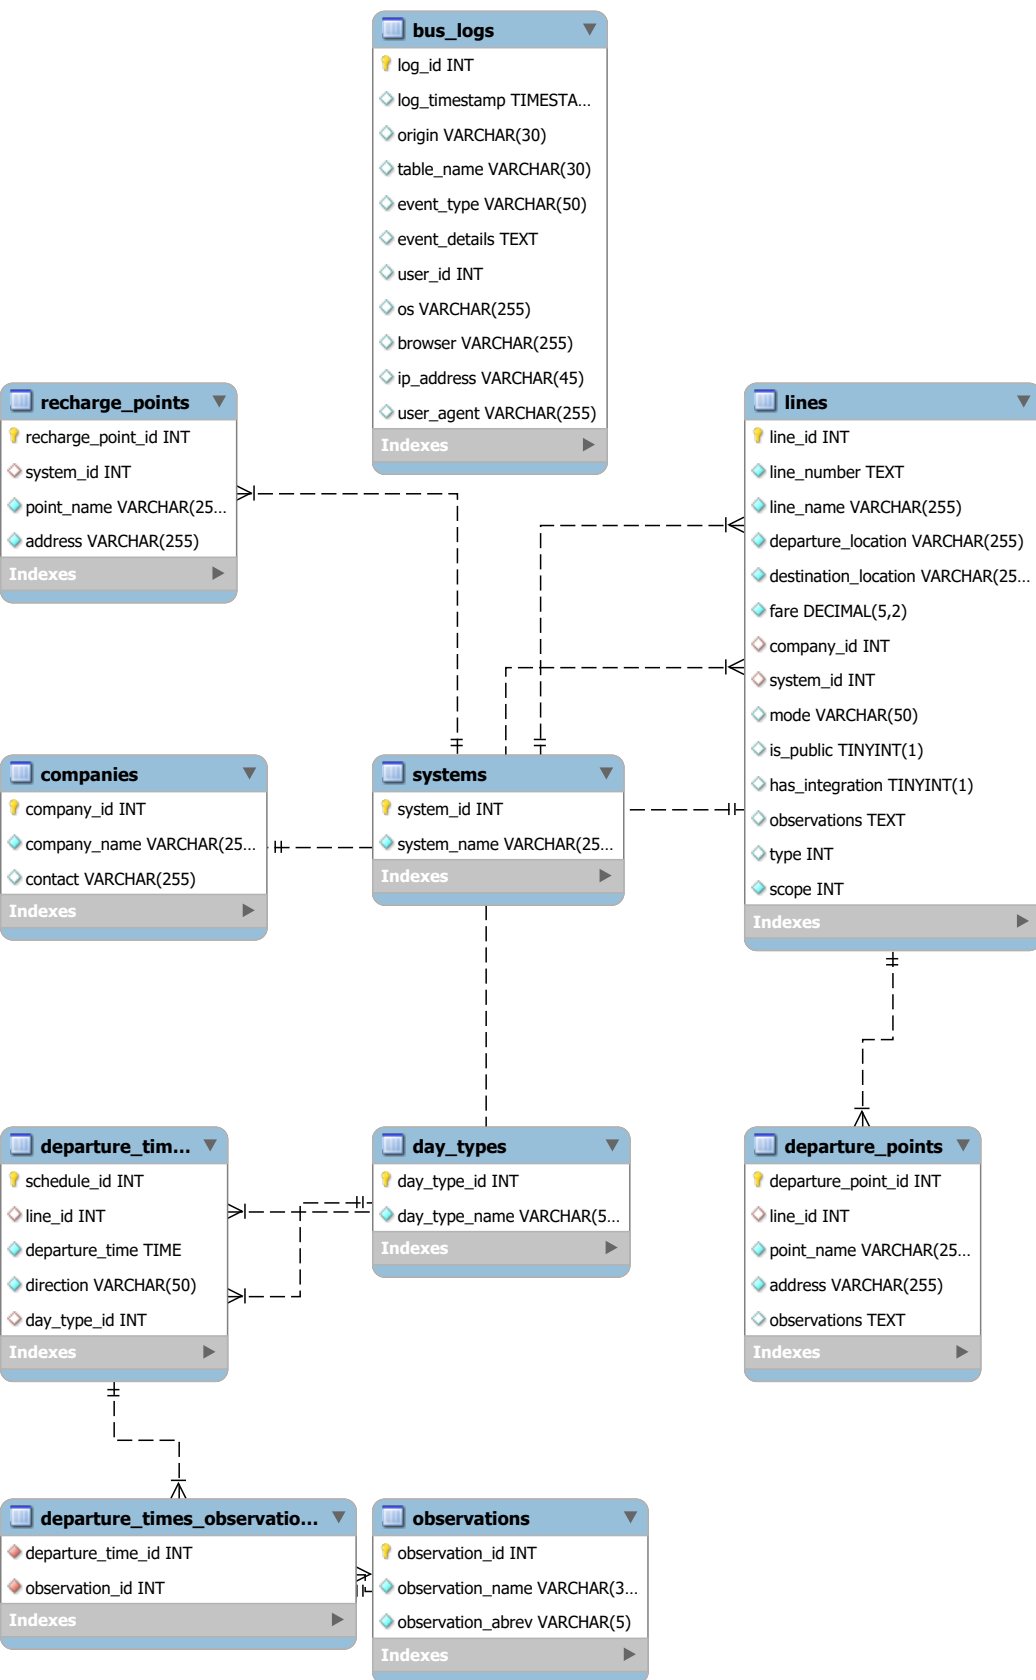 bus_logs
log_id INT
log_timestamp TIMESTA...
origin VARCHAR(30)
table_name VARCHAR(30)
event_type VARCHAR(50)
event_details TEXT
user_id INT
os VARCHAR(255)
browser VARCHAR(255)
ip_address VARCHAR(45)
user_agent VARCHAR(255)
Indexes
recharge_points
recharge_point_id INT
system_id INT
point_name VARCHAR(25...
address VARCHAR(255)
Indexes
lines
line_id INT
line_number TEXT
line_name VARCHAR(255)
departure_location VARCHAR(255)
destination_location VARCHAR(25...
fare DECIMAL(5,2)
company_id INT
system_id INT
mode VARCHAR(50)
is_public TINYINT(1)
has_integration TINYINT(1)
observations TEXT
type INT
scope INT
Indexes
companies
company_id INT
company_name VARCHAR(25...
contact VARCHAR(255)
Indexes
systems
system_id INT
system_name VARCHAR(25...
Indexes
departure_tim...
schedule_id INT
line_id INT
departure_time TIME
direction VARCHAR(50)
day_type_id INT
Indexes
day_types
day_type_id INT
day_type_name VARCHAR(5...
Indexes
departure_points
departure_point_id INT
line_id INT
point_name VARCHAR(25...
address VARCHAR(255)
observations TEXT
Indexes
departure_times_observatio...
departure_time_id INT
observation_id INT
Indexes
observations
observation_id INT
observation_name VARCHAR(3...
observation_abrev VARCHAR(5)
Indexes